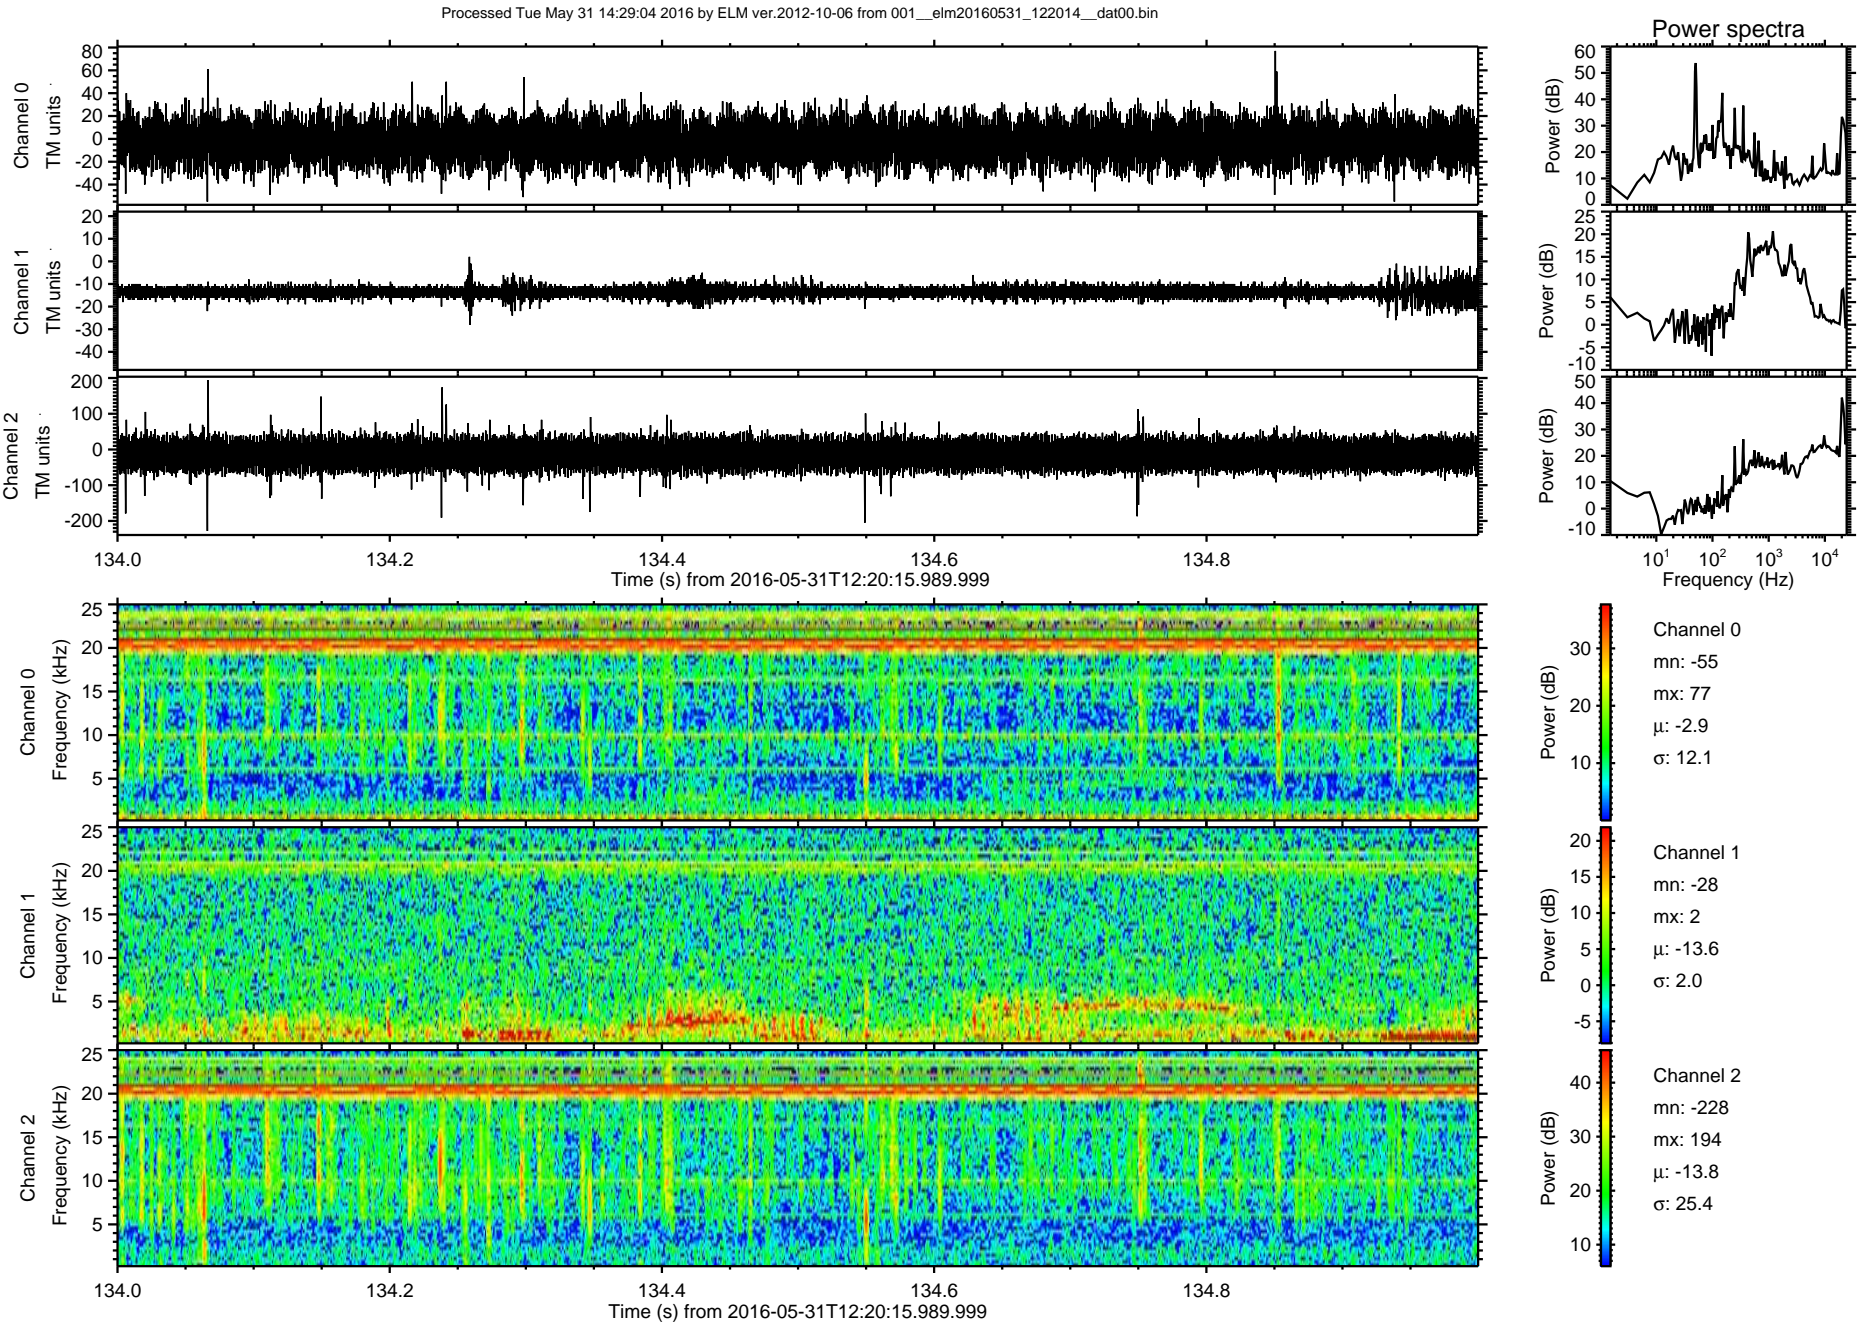 Processed Tue May 31 14:29:04 2016 by ELM ver.2012-10-06 from 001__elm20160531_122014__dat00.bin
Power spectra
Channel 0
TM units
80
60
40
20
0
-20
-40
Power (dB)
60
50
40
30
20
10
0
Channel 1
TM units
20
10
0
-10
-20
-30
-40
Power (dB)
25
20
15
10
5
0
-5
-10
Channel 2
TM units
200
100
0
-100
-200
Power (dB)
50
40
30
20
10
0
-10
134.0 134.2 134.4 134.6 134.8
Time (s) from 2016-05-31T12:20:15.989.999
10^1 10^2 10^3 10^4
Frequency (Hz)
Channel 0
Frequency (kHz)
25
20
15
10
5
Power (dB)
30
20
10
Channel 0
mn: -55
mx: 77
μ: -2.9
σ: 12.1
Channel 1
Frequency (kHz)
25
20
15
10
5
Power (dB)
20
15
10
5
0
-5
Channel 1
mn: -28
mx: 2
μ: -13.6
σ: 2.0
Channel 2
Frequency (kHz)
25
20
15
10
5
Power (dB)
40
30
20
10
Channel 2
mn: -228
mx: 194
μ: -13.8
σ: 25.4
134.0 134.2 134.4 134.6 134.8
Time (s) from 2016-05-31T12:20:15.989.999